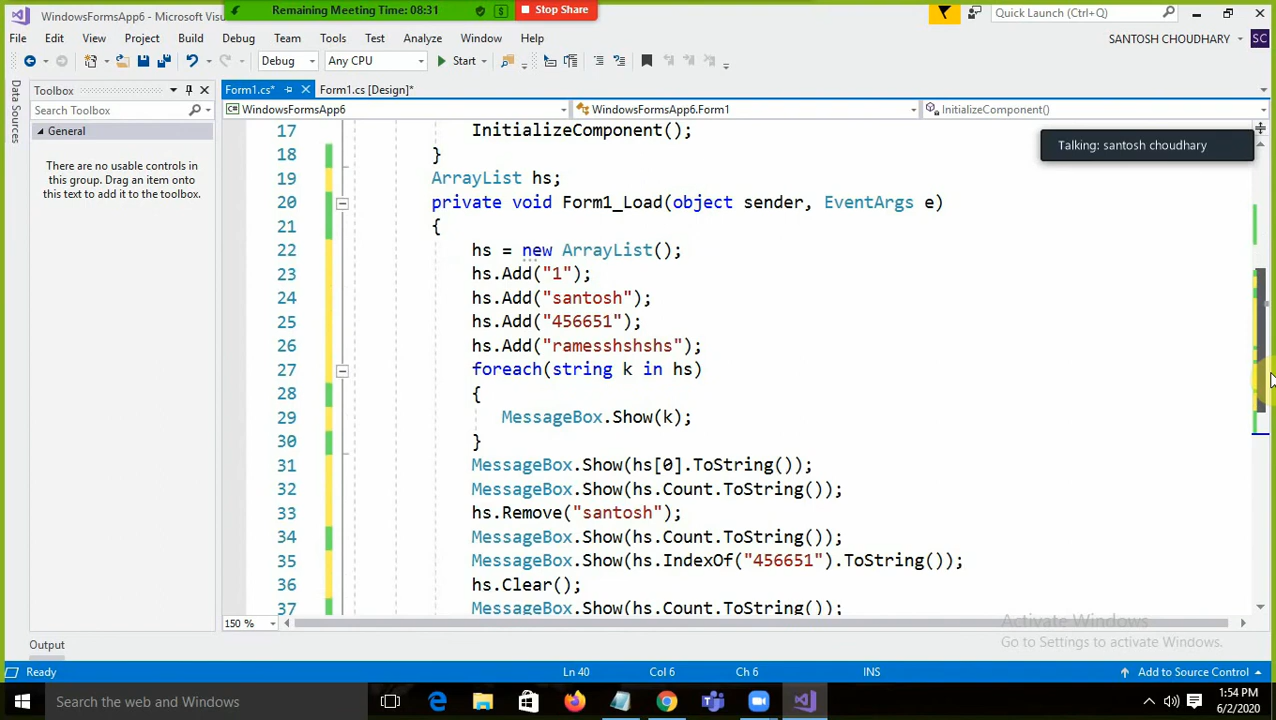 WindowsFormsApp6 - Microsoft Visu
Remaining Meeting Time: 08:31
Stop Share
Quick Launch (Ctrl+Q)
File Edit View Project Build Debug Team Tools Test Analyze Window Help
SANTOSH CHOUDHARY SC
Debug Any CPU Start
Data Sources
Toolbox
Form1.cs* Form1.cs [Design]*
Search Toolbox
WindowsFormsApp6 WindowsFormsApp6.Form1 InitializeComponent()
General
There are no usable controls in
this group. Drag an item onto
this text to add it to the toolbox.
Talking: santosh choudhary
17 InitializeComponent();
18 }
19 ArrayList hs;
20 private void Form1_Load(object sender, EventArgs e)
21 {
22 hs = new ArrayList();
23 hs.Add("1");
24 hs.Add("santosh");
25 hs.Add("456651");
26 hs.Add("ramesshshshs");
27 foreach(string k in hs)
28 {
29 MessageBox.Show(k);
30 }
31 MessageBox.Show(hs[0].ToString());
32 MessageBox.Show(hs.Count.ToString());
33 hs.Remove("santosh");
34 MessageBox.Show(hs.Count.ToString());
35 MessageBox.Show(hs.IndexOf("456651").ToString());
36 hs.Clear();
37 MessageBox.Show(hs.Count.ToString());
150 %
Activate Windows
Go to Settings to activate Windows.
Output
Ready Ln 40 Col 6 Ch 6 INS Add to Source Control
Search the web and Windows
1:54 PM
6/2/2020